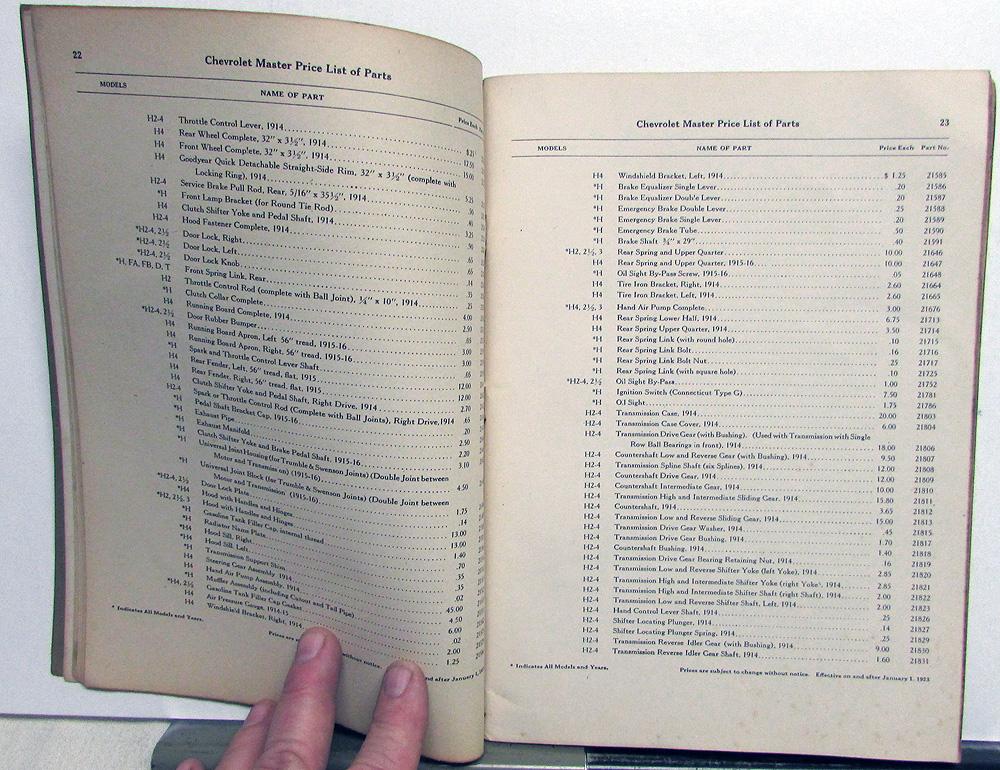 22
Chevrolet Master Price List of Parts
MODELS NAME OF PART Price Each
H2-4 Throttle Control Lever, 1914
H4 Rear Wheel Complete, 32" x 3½", 1914
H4 Front Wheel Complete, 32" x 3½", 1914
H4 Goodyear Quick Detachable Straight-Side Rim, 32" x 3½" (complete with
Locking Ring), 1914
H2-4 Service Brake Pull Rod, Rear, 5/16" x 35½", 1914
*H Front Lamp Bracket (for Round Tie Rod)
H4 Clutch Shifter Yoke and Pedal Shaft, 1914
H2-4 Hood Fastener Complete, 1914
*H2-4, 2½ Door Lock, Right
*H2-4, 2½ Door Lock, Left
*H2-4, 2½ Door Lock Knob
*H, FA, FB, D, T Front Spring Link, Rear
H2 Throttle Control Rod (complete with Ball Joint), ¼" x 10", 1914
*H Clutch Collar Complete
H4 Running Board Complete, 1914
*H2-4, 2½ Door Rubber Bumper
H4 Running Board Apron, Left 56" tread, 1915-16
H4 Running Board Apron, Right, 56" tread, 1915-16
*H Spark and Throttle Control Lever Shaft
H4 Rear Fender, Left, 56" tread, flat, 1915
H4 Rear Fender, Right, 56" tread, flat, 1915
H2-4 Clutch Shifter Yoke and Pedal Shaft, Right Drive, 1914
*H Spark or Throttle Control Rod (Complete with Ball Joints), Right Drive, 1914
*H Pedal Shaft Bracket Cap, 1915-16
*H Exhaust Pipe
*H Exhaust Manifold
*H Clutch Shifter Yoke and Brake Pedal Shaft, 1915-16
Universal Joint Housing (for Trumble & Swenson Joints) (Double Joint between
Motor and Transmission) (1915-16)
*H Universal Joint Block (for Trumble & Swenson Joints) (Double Joint between
Motor and Transmission (1915-16)
Door Lock Plate
Hood with Handles and Hinges
Hood with Handles and Hinges
Gasoline Tank Filler Cap, internal thread
Radiator Name Plate
Hood Sill, Right
Hood Sill, Left
Transmission Support Shim
Steering Gear Assembly, 1914
Hand Air Pump Assembly, 1914
Muffler Assembly (including Cutout and Tail Pipe)
Gasoline Tank Filler Cap Gasket
Air Pressure Gauge, 1914-15
Windshield Bracket, Right, 1914
* Indicates All Models and Years.
Prices are without notice. and after January
Chevrolet Master Price List of Parts 23
MODELS NAME OF PART Price Each Part No.
H4 Windshield Bracket, Left, 1914 $ 1.25 21585
*H Brake Equalizer Single Lever .20 21586
*H Brake Equalizer Double Lever .20 21587
*H Emergency Brake Double Lever .25 21588
*H Emergency Brake Single Lever .20 21589
*H Emergency Brake Tube .50 21590
*H Brake Shaft ¾" x 29" .40 21591
*H2, 2½, 3 Rear Spring and Upper Quarter 10.00 21646
H4 Rear Spring and Upper Quarter, 1915-16 10.00 21647
*H Oil Sight By-Pass Screw, 1915-16 .05 21648
H4 Tire Iron Bracket, Right, 1914 2.60 21664
H4 Tire Iron Bracket, Left, 1914 2.60 21665
*H4, 2½, 3 Hand Air Pump Complete 3.00 21676
H4 Rear Spring Lower Half, 1914 6.75 21713
H4 Rear Spring Upper Quarter, 1914 3.50 21714
*H Rear Spring Link (with round hole) .10 21715
*H Rear Spring Link Bolt .16 21716
*H Rear Spring Link Bolt Nut .25 21717
*H Rear Spring Link (with square hole) .10 21725
*H2-4, 2½ Oil Sight By-Pass 1.00 21752
*H Ignition Switch (Connecticut Type G) 7.50 21781
*H Oil Sight 1.75 21786
H2-4 Transmission Case, 1914 20.00 21803
H2-4 Transmission Case Cover, 1914 6.00 21804
H2-4 Transmission Drive Gear (with Bushing). (Used with Transmission with Single
Row Ball Bearings in front), 1914 18.00 21806
H2-4 Countershaft Low and Reverse Gear (with Bushing), 1914 9.50 21807
H2-4 Transmission Spline Shaft (six Splines), 1914 12.00 21808
H2-4 Countershaft Drive Gear, 1914 12.00 21809
H2-4 Countershaft Intermediate Gear, 1914 10.00 21810
H2-4 Transmission High and Intermediate Sliding Gear, 1914 15.80 21811
H2-4 Countershaft, 1914 3.65 21812
H2-4 Transmission Low and Reverse Sliding Gear, 1914 15.00 21813
H2-4 Transmission Drive Gear Washer, 1914 .45 21815
H2-4 Transmission Drive Gear Bushing, 1914 1.70 21817
H2-4 Countershaft Bushing, 1914 1.40 21818
H2-4 Transmission Drive Gear Bearing Retaining Nut, 1914 .16 21819
H2-4 Transmission Low and Reverse Shifter Yoke (left Yoke), 1914 2.85 21820
H2-4 Transmission High and Intermediate Shifter Yoke (right Yoke), 1914 2.85 21821
H2-4 Transmission High and Intermediate Shifter Shaft (right Shaft), 1914 2.00 21822
H2-4 Transmission Low and Reverse Shifter Shaft, Left, 1914 2.00 21823
H2-4 Hand Control Lever Shaft, 1914 .25 21826
H2-4 Shifter Locating Plunger, 1914 .14 21827
H2-4 Shifter Locating Plunger Spring, 1914 .25 21829
H2-4 Transmission Reverse Idler Gear (with Bushing), 1914 9.00 21830
H2-4 Transmission Reverse Idler Gear Shaft, 1914 1.60 21831
* Indicates All Models and Years. Prices are subject to change without notice. Effective on and after January 1, 1923